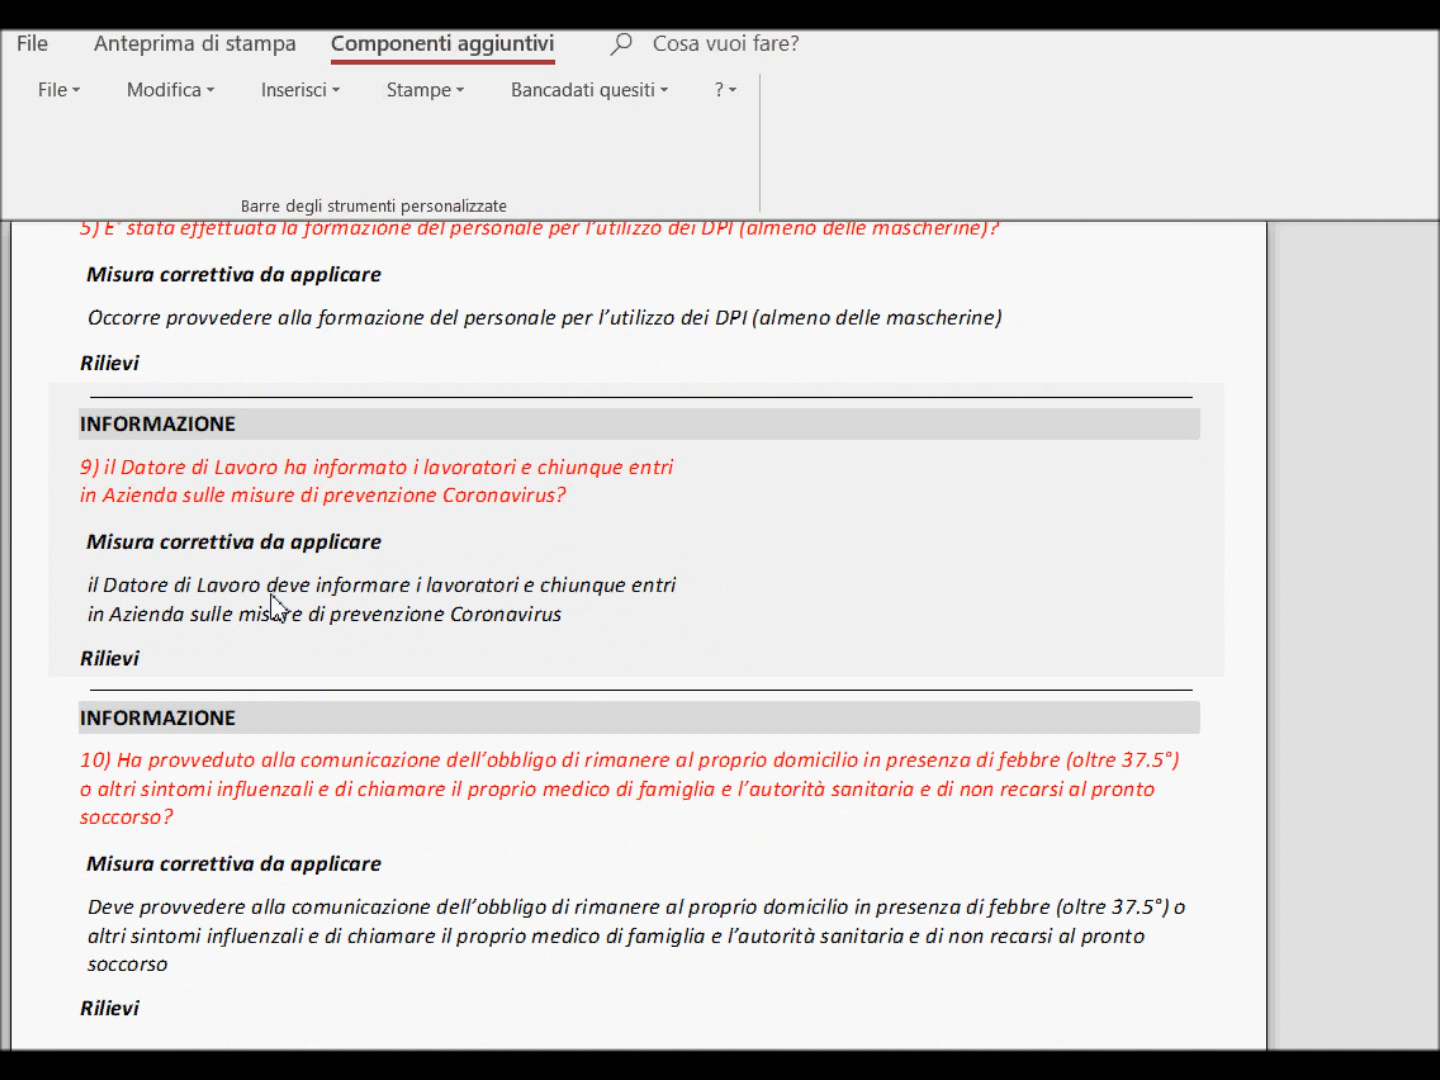 File Anteprima di stampa Componenti aggiuntivi Cosa vuoi fare?
File Modifica Inserisci Stampe Bancadati quesiti ?
Barre degli strumenti personalizzate
5) E' stata effettuata la formazione del personale per l'utilizzo dei DPI (almeno delle mascherine)?
Misura correttiva da applicare
Occorre provvedere alla formazione del personale per l'utilizzo dei DPI (almeno delle mascherine)
Rilievi
INFORMAZIONE
9) il Datore di Lavoro ha informato i lavoratori e chiunque entri
in Azienda sulle misure di prevenzione Coronavirus?
Misura correttiva da applicare
il Datore di Lavoro deve informare i lavoratori e chiunque entri
in Azienda sulle misure di prevenzione Coronavirus
Rilievi
INFORMAZIONE
10) Ha provveduto alla comunicazione dell'obbligo di rimanere al proprio domicilio in presenza di febbre (oltre 37.5°)
o altri sintomi influenzali e di chiamare il proprio medico di famiglia e l'autorità sanitaria e di non recarsi al pronto
soccorso?
Misura correttiva da applicare
Deve provvedere alla comunicazione dell'obbligo di rimanere al proprio domicilio in presenza di febbre (oltre 37.5°) o
altri sintomi influenzali e di chiamare il proprio medico di famiglia e l'autorità sanitaria e di non recarsi al pronto
soccorso
Rilievi